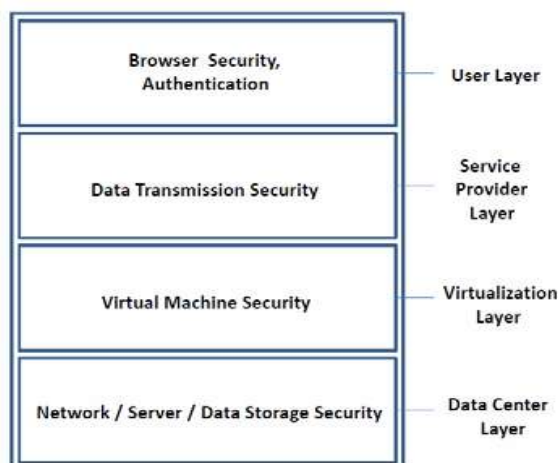 Browser Security,
Authentication
User Layer
Data Transmission Security
Service
Provider
Layer
Virtual Machine Security
Virtualization
Layer
Network / Server / Data Storage Security
Data Center
Layer